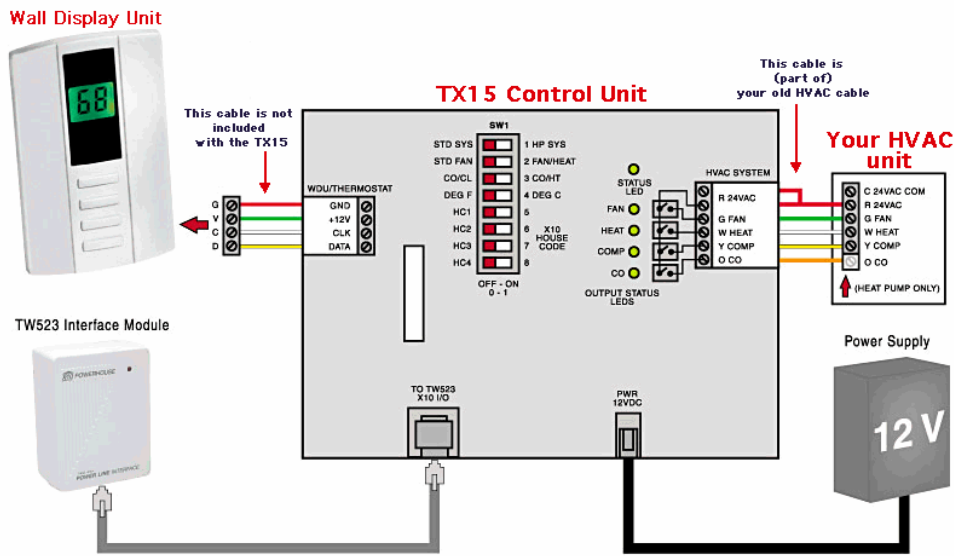 Wall Display Unit
68
This cable is not
included
with the TX15
G
V
C
D
TX15 Control Unit
WDU/THERMOSTAT
GND
+12V
CLK
DATA
SW1
STD SYS 1 HP SYS
STD FAN 2 FAN/HEAT
CO/CL 3 CO/HT
DEG F 4 DEG C
HC1 5
HC2 6
HC3 7
HC4 8
X10
HOUSE
CODE
OFF - ON
0 - 1
STATUS
LED
FAN
HEAT
COMP
CO
OUTPUT STATUS
LEDS
HVAC SYSTEM
R 24VAC
G FAN
W HEAT
Y COMP
O CO
This cable is
(part of)
your old HVAC cable
Your HVAC
unit
C 24VAC COM
R 24VAC
G FAN
W HEAT
Y COMP
O CO
(HEAT PUMP ONLY)
TW523 Interface Module
POWERHOUSE
POWER LINE INTERFACE
TO TW523
X10 I/O
PWR
12VDC
Power Supply
12 V